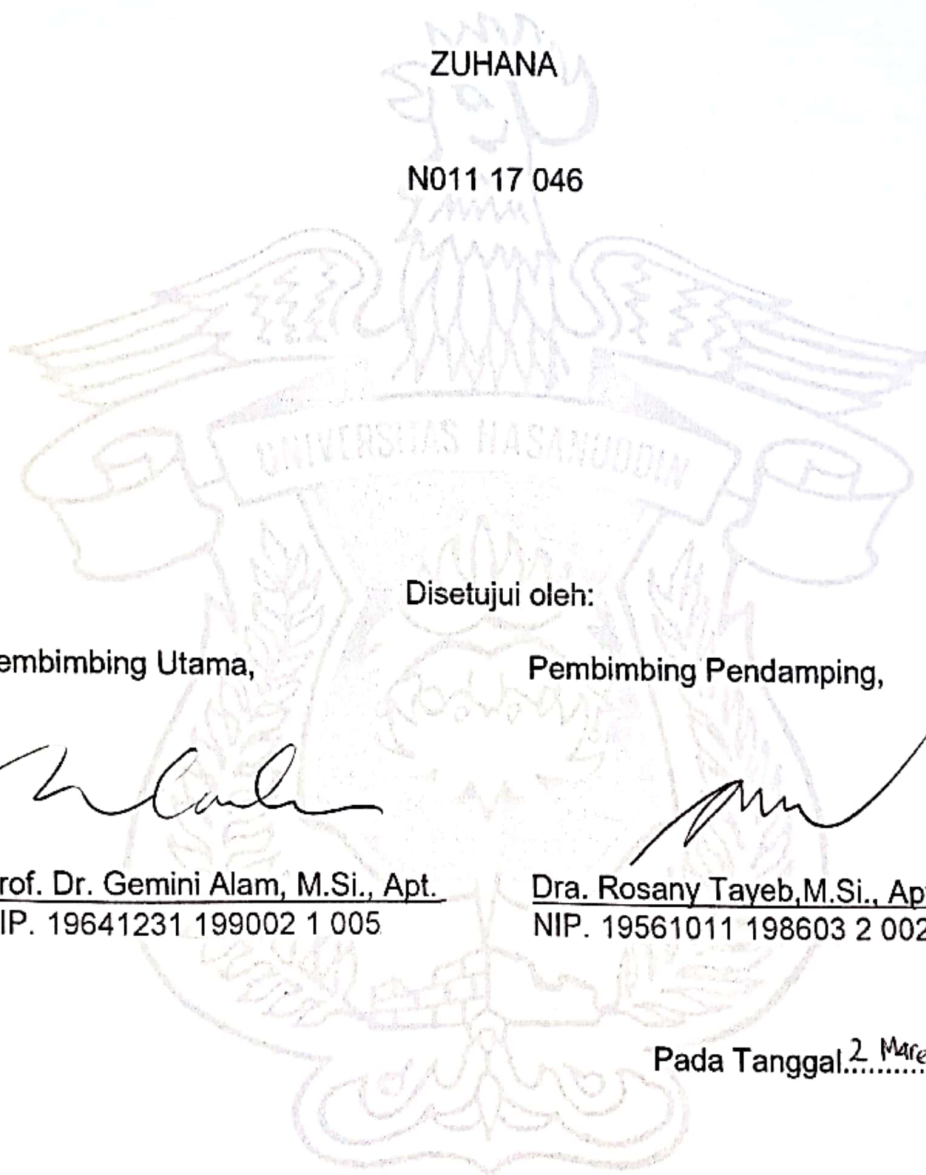 ZUHANA
N011 17 046
UNIVERSITAS HASANUDDIN
Disetujui oleh:
embimbing Utama,
Pembimbing Pendamping,
rof. Dr. Gemini Alam, M.Si., Apt.
Dra. Rosany Tayeb,M.Si., Ap
IP. 19641231 199002 1 005
NIP. 19561011 198603 2 002
Pada Tanggal..2 Mare